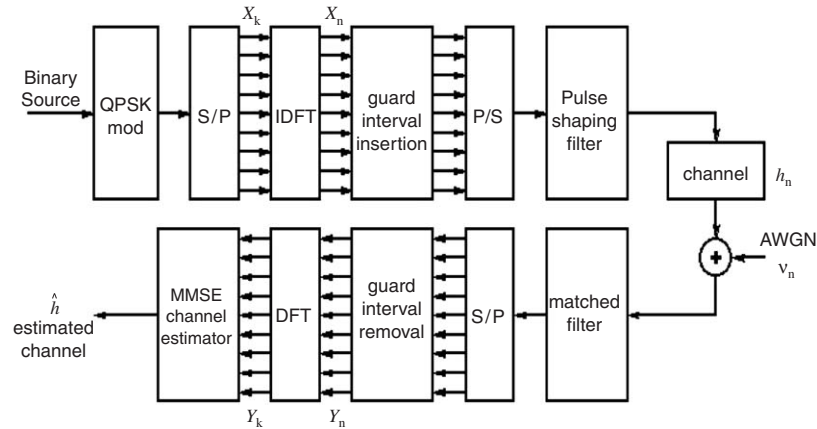 X_k
X_n
Binary
Source
QPSK
mod
S/P
IDFT
guard
interval
insertion
P/S
Pulse
shaping
filter
channel
h_n
AWGN
ν_n
+
ĥ
estimated
channel
MMSE
channel
estimator
DFT
guard
interval
removal
S/P
matched
filter
Y_k
Y_n